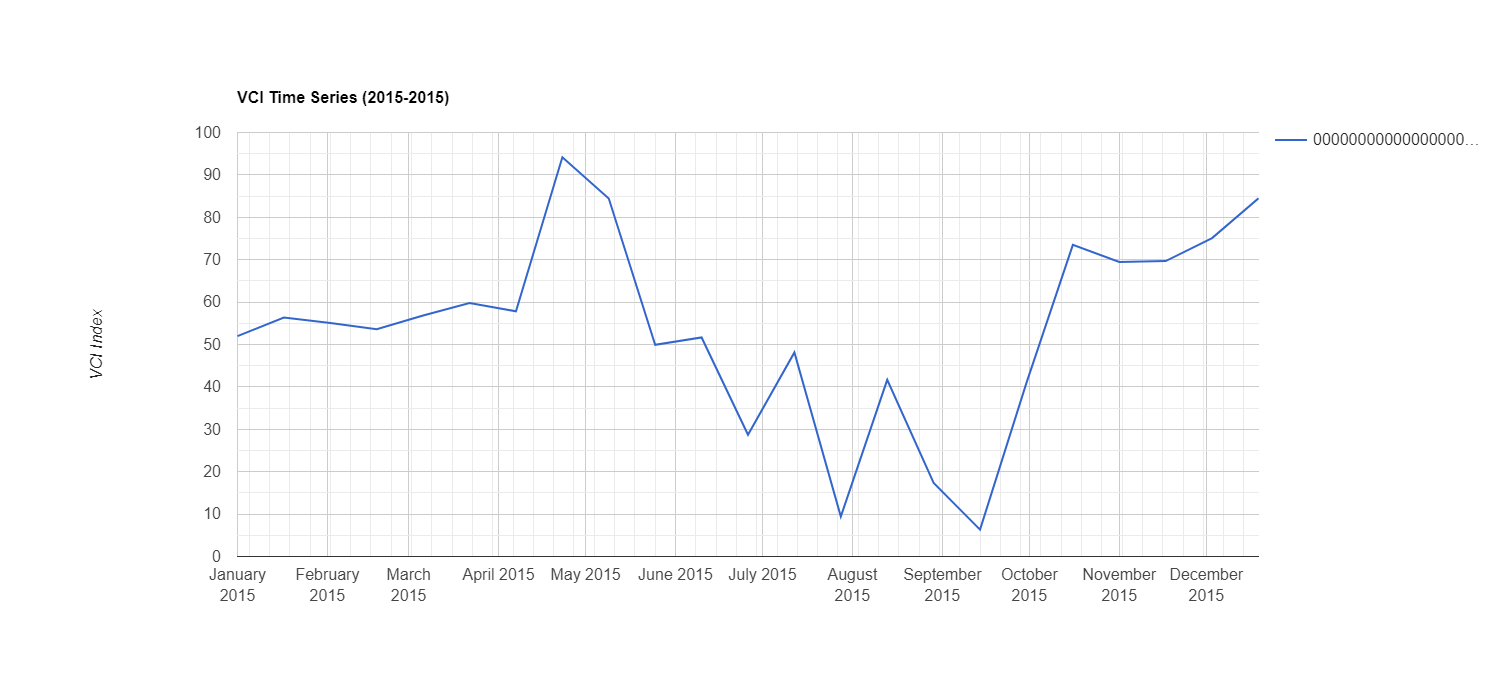 VCI Time Series (2015-2015)
100
90
80
70
60
50
40
30
20
10
0
VCI Index
January
2015
February
2015
March
2015
April 2015
May 2015
June 2015
July 2015
August
2015
September
2015
October
2015
November
2015
December
2015
00000000000000000…